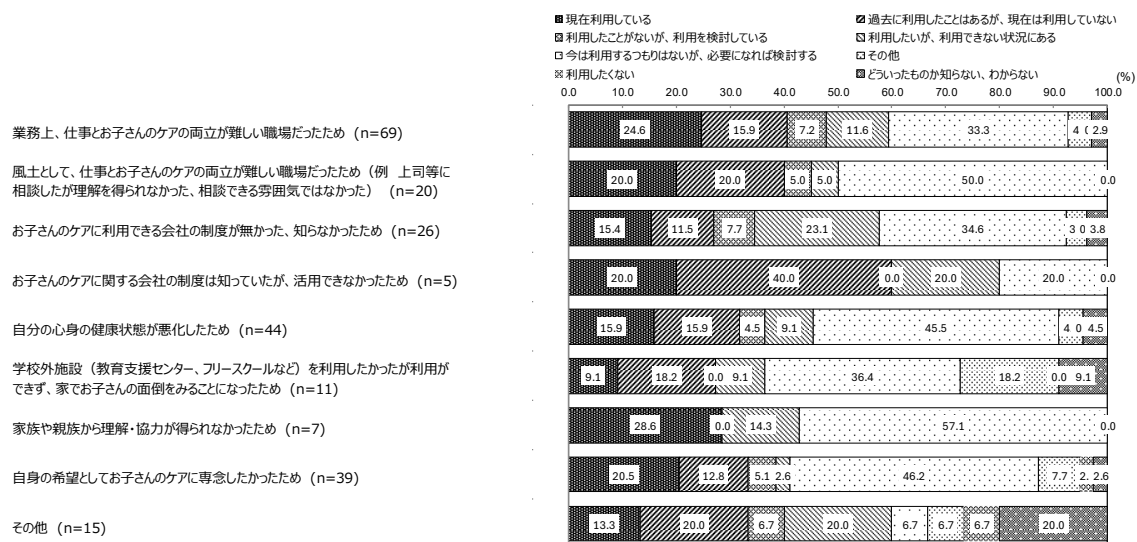 ■現在利用している
■過去に利用したことはあるが、現在は利用していない
■利用したことがないが、利用を検討している
□利用したいが、利用できない状況にある
□今は利用するつもりはないが、必要になれば検討する
□その他
■利用したくない
■どういったものか知らない、わからない
(%)
0.0 10.0 20.0 30.0 40.0 50.0 60.0 70.0 80.0 90.0 100.0
業務上、仕事とお子さんのケアの両立が難しい職場だったため (n=69)
24.6 15.9 7.2 11.6 33.3 4 2.9
風土として、仕事とお子さんのケアの両立が難しい職場だったため（例 上司等に
相談したが理解を得られなかった、相談できる雰囲気ではなかった） (n=20)
20.0 20.0 5.0 5.0 50.0 0.0
お子さんのケアに利用できる会社の制度が無かった、知らなかったため (n=26)
15.4 11.5 7.7 23.1 34.6 3 0 3.8
お子さんのケアに関する会社の制度は知っていたが、活用できなかったため (n=5)
20.0 40.0 0.0 20.0 20.0 0.0
自分の心身の健康状態が悪化したため (n=44)
15.9 15.9 4.5 9.1 45.5 4 0 4.5
学校外施設（教育支援センター、フリースクールなど）を利用したかったが利用が
できず、家でお子さんの面倒をみることになったため (n=11)
9.1 18.2 0.0 9.1 36.4 18.2 0.0 9.1
家族や親族から理解・協力が得られなかったため (n=7)
28.6 0.0 14.3 57.1 0.0
自身の希望としてお子さんのケアに専念したかったため (n=39)
20.5 12.8 5.1 2.6 46.2 7.7 2. 2.6
その他 (n=15)
13.3 20.0 6.7 20.0 6.7 6.7 6.7 20.0